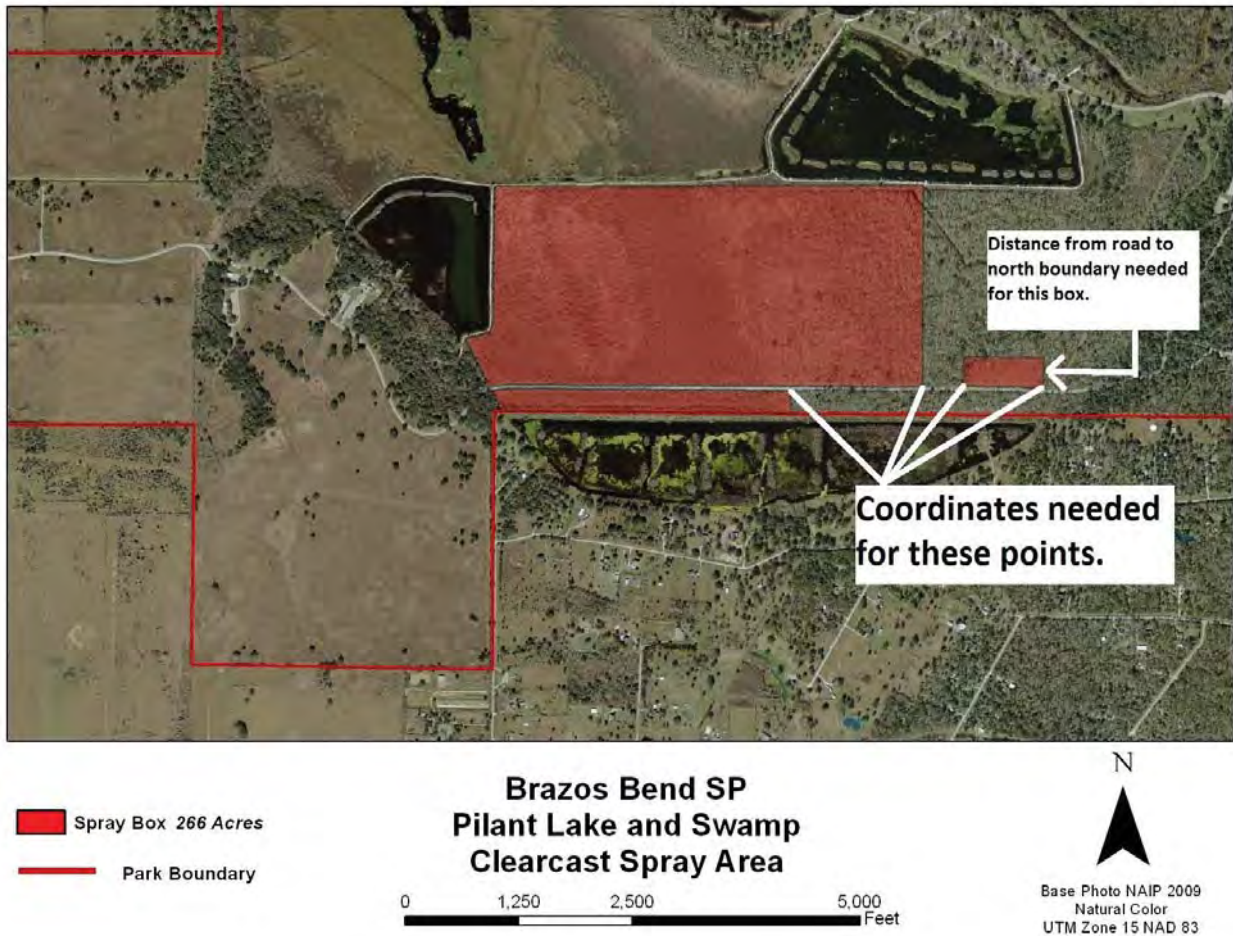 Distance from road to
north boundary needed
for this box.
Coordinates needed
for these points.
Spray Box 266 Acres
Park Boundary
Brazos Bend SP
Pilant Lake and Swamp
Clearcast Spray Area
0 1,250 2,500 5,000
Feet
N
Base Photo NAIP 2009
Natural Color
UTM Zone 15 NAD 83